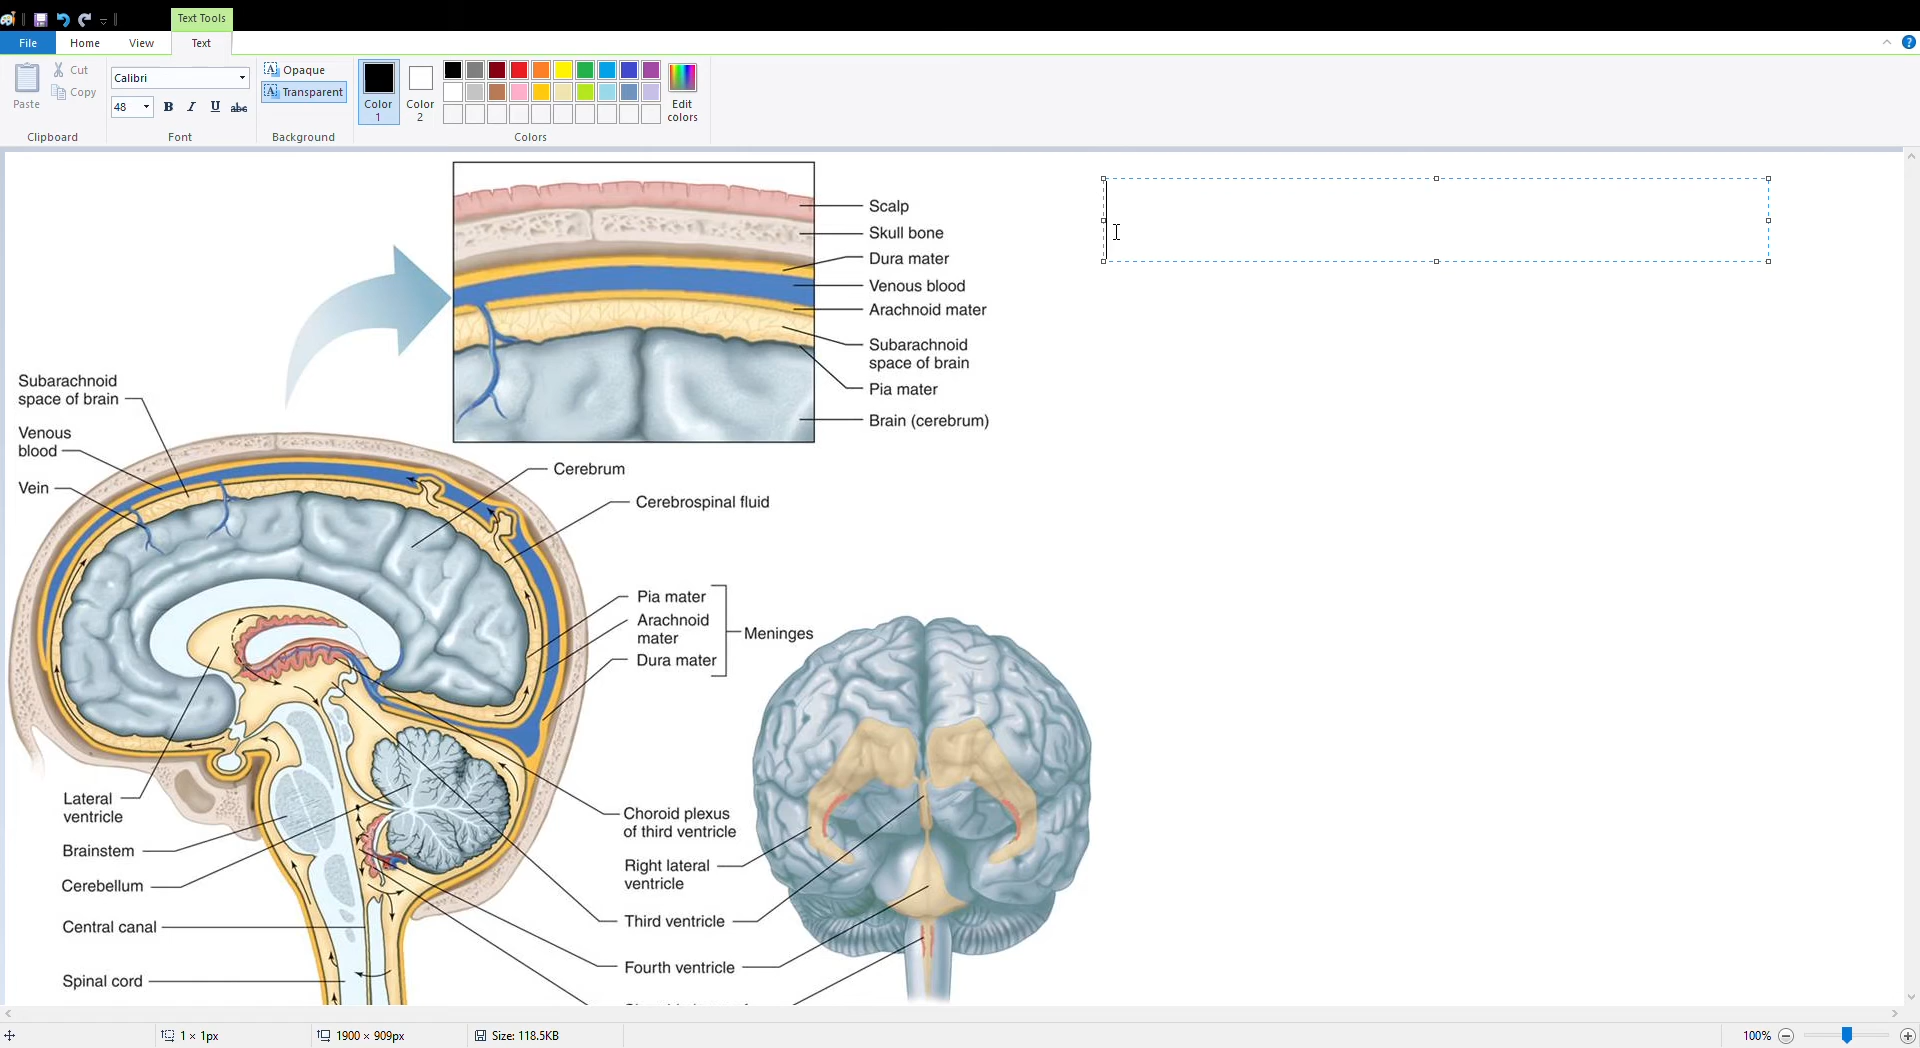 Text Tools
File
Home
View
Text
Paste
Cut
Copy
Clipboard
Calibri
48
B
I
U
abc
Font
Opaque
Transparent
Background
Color
1
Color
2
Edit
colors
Colors
Scalp
Skull bone
Dura mater
Venous blood
Arachnoid mater
Subarachnoid
space of brain
Pia mater
Brain (cerebrum)
Subarachnoid
space of brain
Venous
blood
Vein
Cerebrum
Cerebrospinal fluid
Pia mater
Arachnoid
mater
Dura mater
Meninges
Lateral
ventricle
Brainstem
Cerebellum
Central canal
Spinal cord
Choroid plexus
of third ventricle
Right lateral
ventricle
Third ventricle
Fourth ventricle
1 × 1px
1900 × 909px
Size: 118.5KB
100%